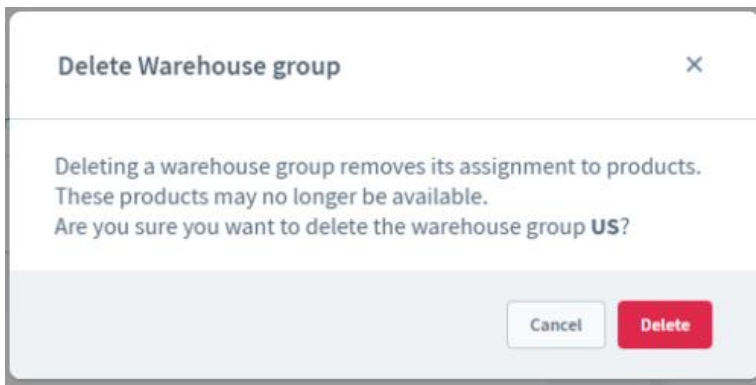 Delete Warehouse group
Deleting a warehouse group removes its assignment to products.
These products may no longer be available.
Are you sure you want to delete the warehouse group US?
Cancel
Delete